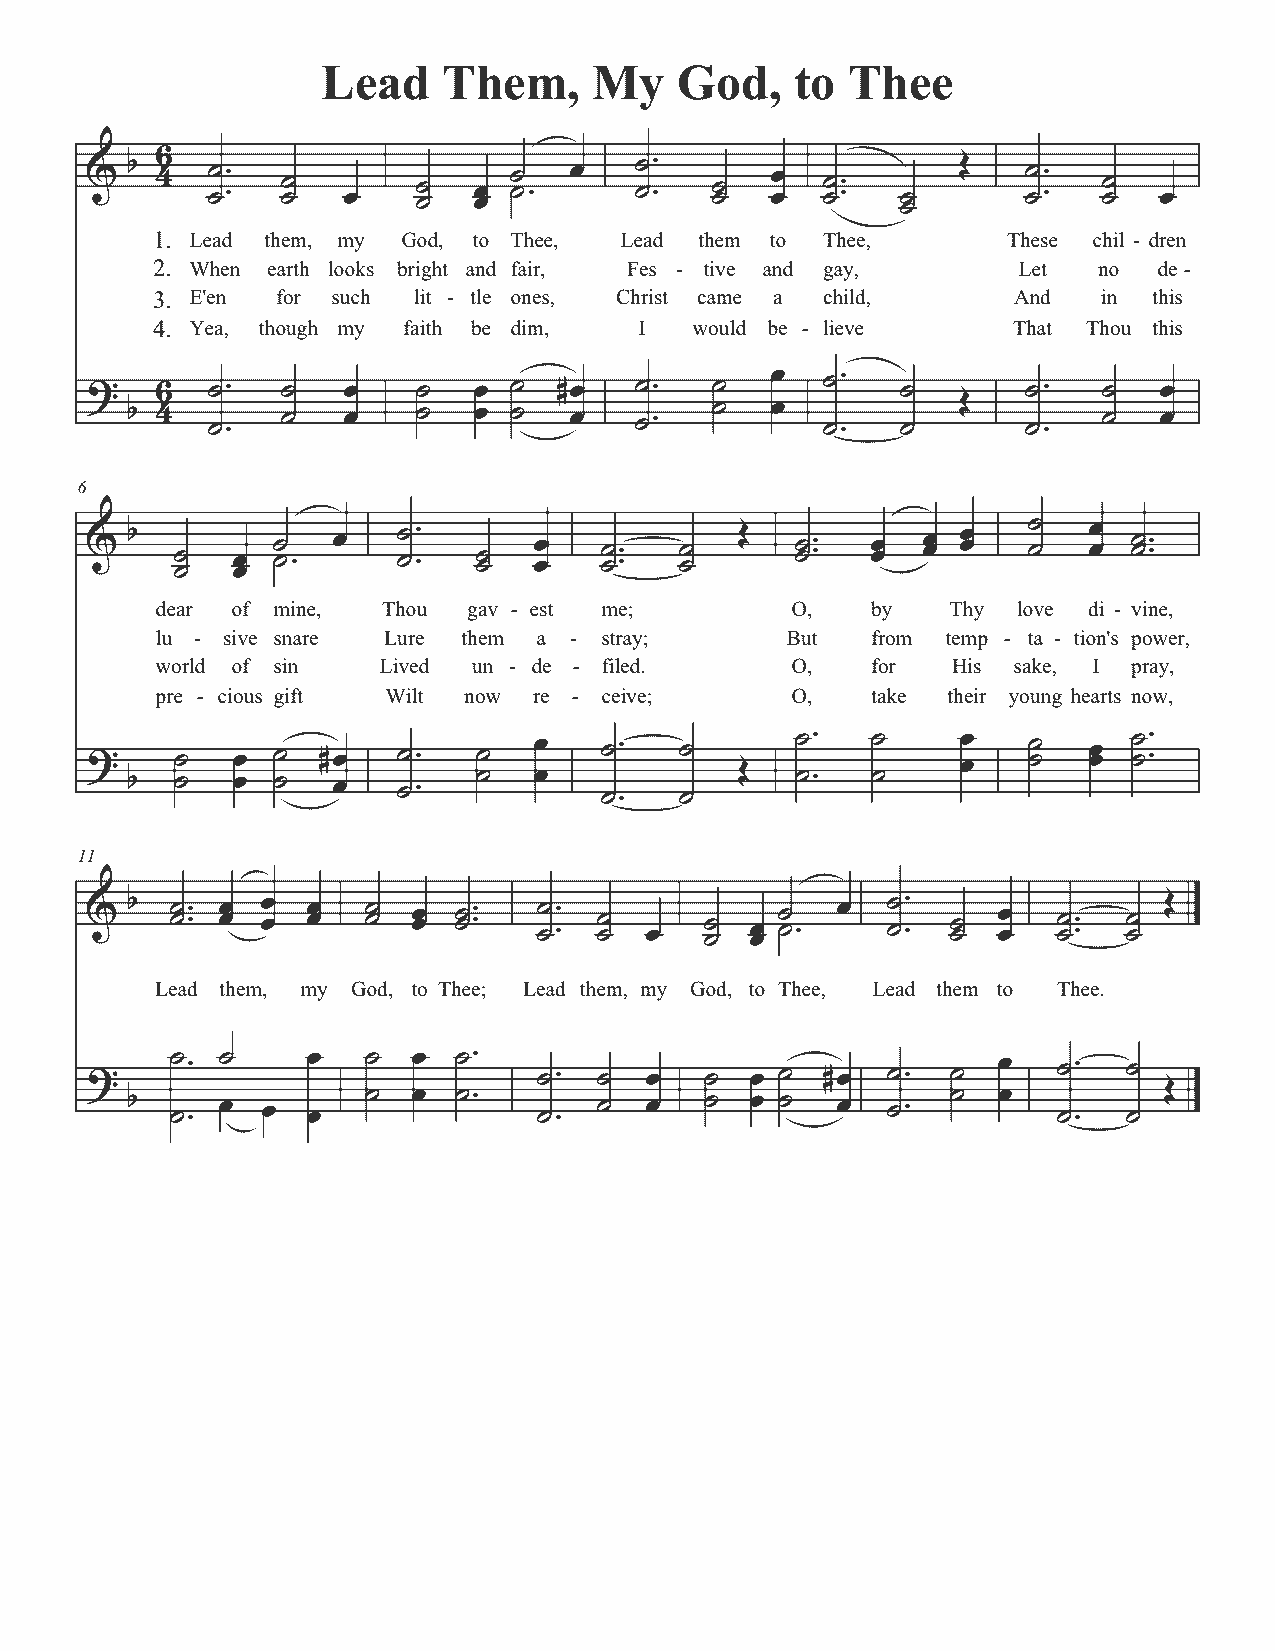 Lead Them, My God, to Thee
1. Lead them, my God, to Thee, Lead them to Thee, These chil - dren
2. When earth looks bright and fair, Fes - tive and gay, Let no de -
3. E'en for such lit - tle ones, Christ came a child, And in this
4. Yea, though my faith be dim, I would be - lieve That Thou this
6
dear of mine, Thou gav - est me; O, by Thy love di - vine,
lu - sive snare Lure them a - stray; But from temp - ta - tion's power,
world of sin Lived un - de - filed. O, for His sake, I pray,
pre - cious gift Wilt now re - ceive; O, take their young hearts now,
11
Lead them, my God, to Thee; Lead them, my God, to Thee, Lead them to Thee.